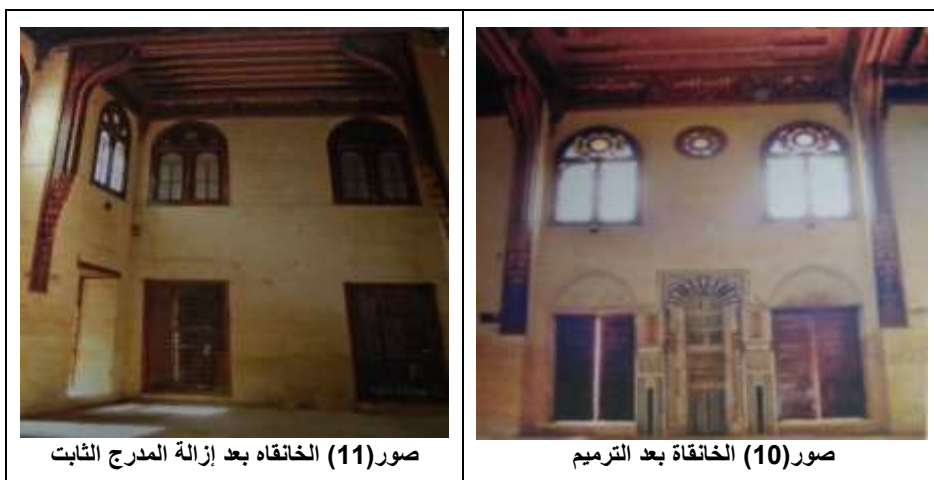 صور(10) الخانقاة بعد الترميم
صور(11) الخانقاه بعد إزالة المدرج الثابت